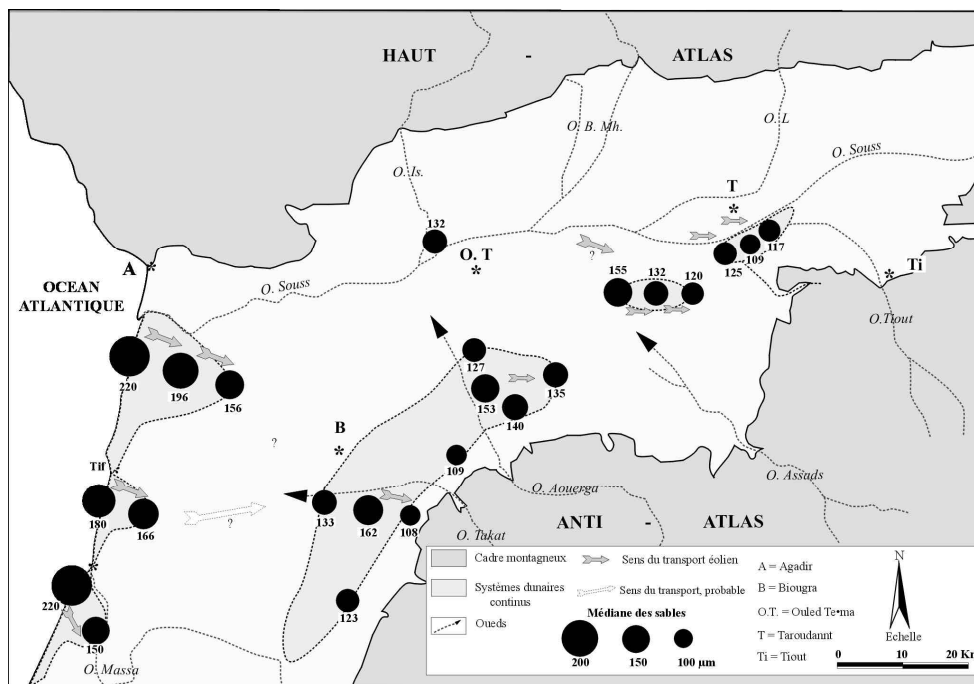 HAUT - ATLAS
O. B. Mh.
O. L
O. Is.
O. Souss
T
132
117
109
125
O. T
A
Ti
OCEAN
ATLANTIQUE
155 132 120
?
O. Souss
O.Tiout
127
220
196
156
153
135
140
B
?
109
Tif
O. Assads
180
166
?
133
162
108
O. Aouerga
ANTI - ATLAS
O. Takat
220
123
150
O. Massa
Cadre montagneux
Systèmes dunaires
continus
Oueds
Sens du transport éolien
Sens du transport, probable
Médiane des sables
200 150 100 µm
A = Agadir
B = Biougra
O.T. = Ouled Te•ma
T = Taroudannt
Ti = Tiout
N
Echelle
0 10 20 Km